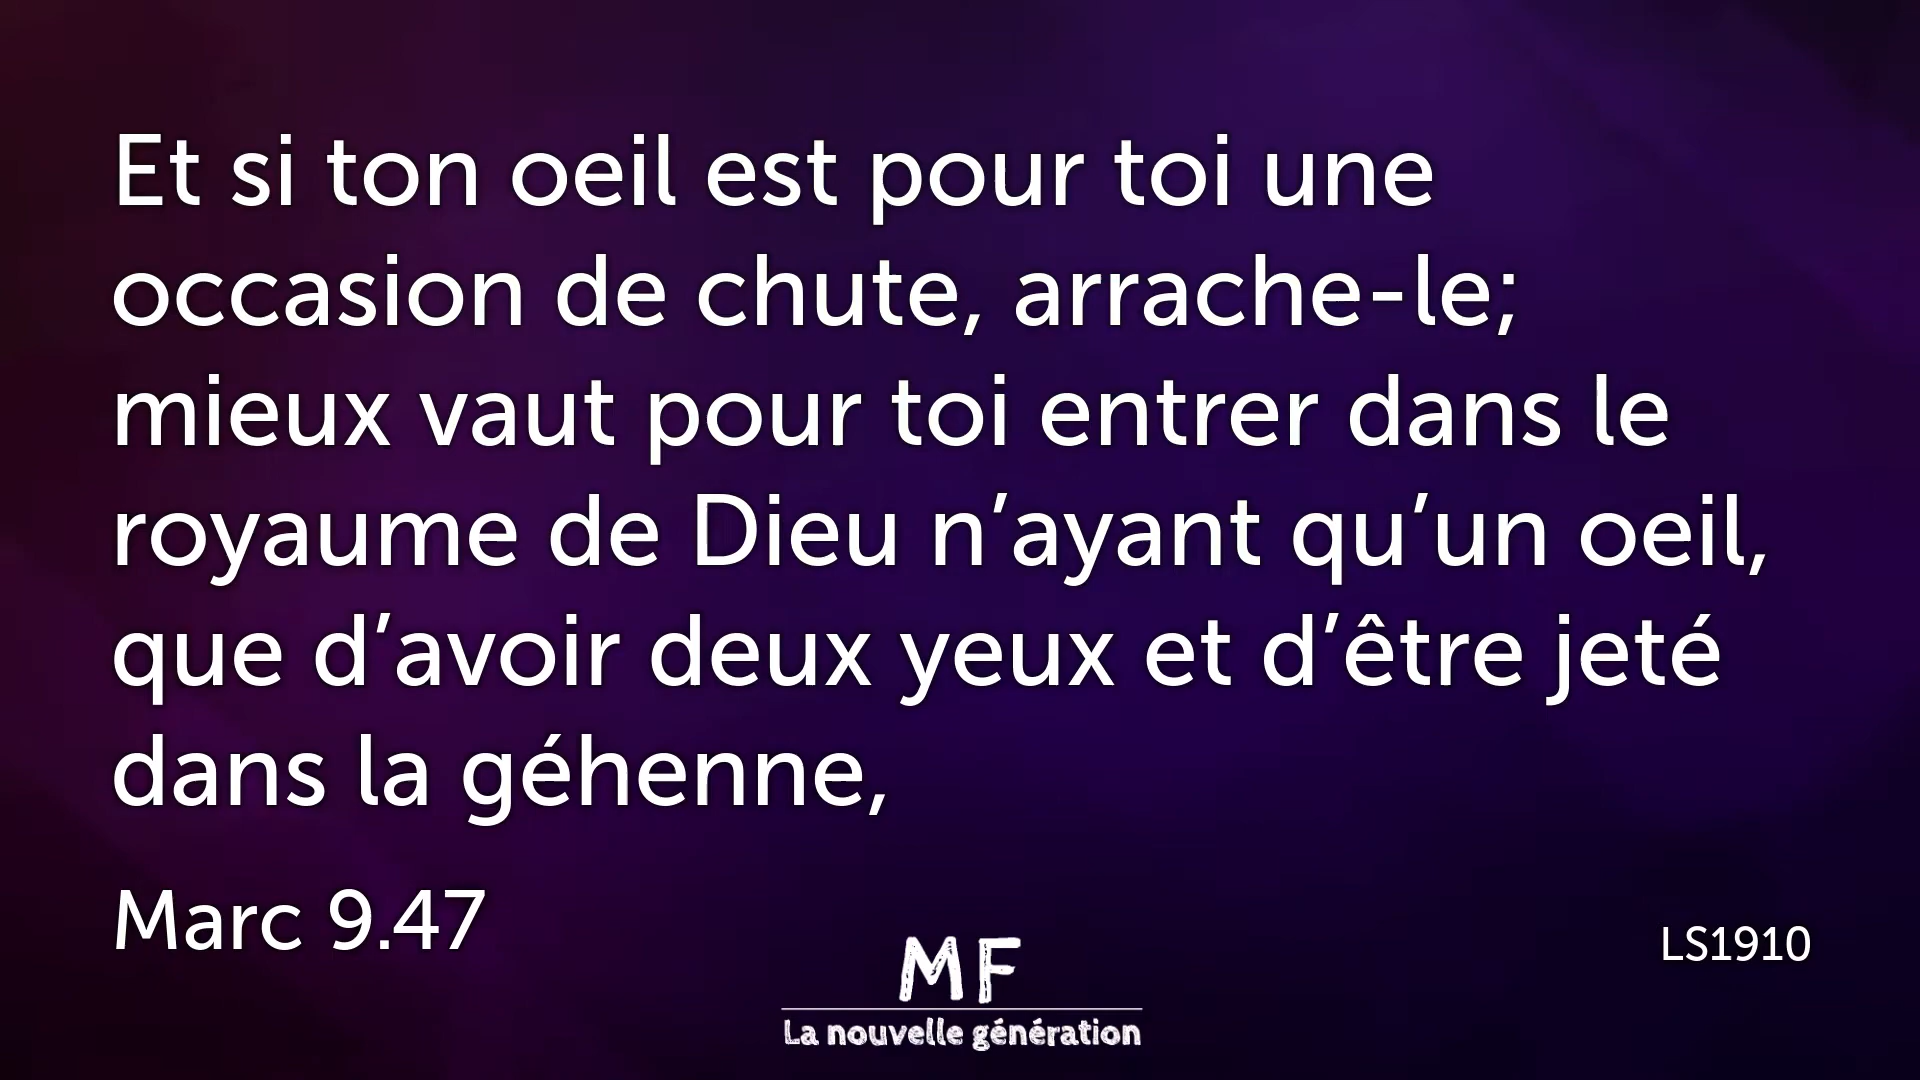 Et si ton oeil est pour toi une
occasion de chute, arrache-le;
mieux vaut pour toi entrer dans le
royaume de Dieu n’ayant qu’un oeil,
que d’avoir deux yeux et d’être jeté
dans la géhenne,
Marc 9.47
LS1910
MF
La nouvelle génération